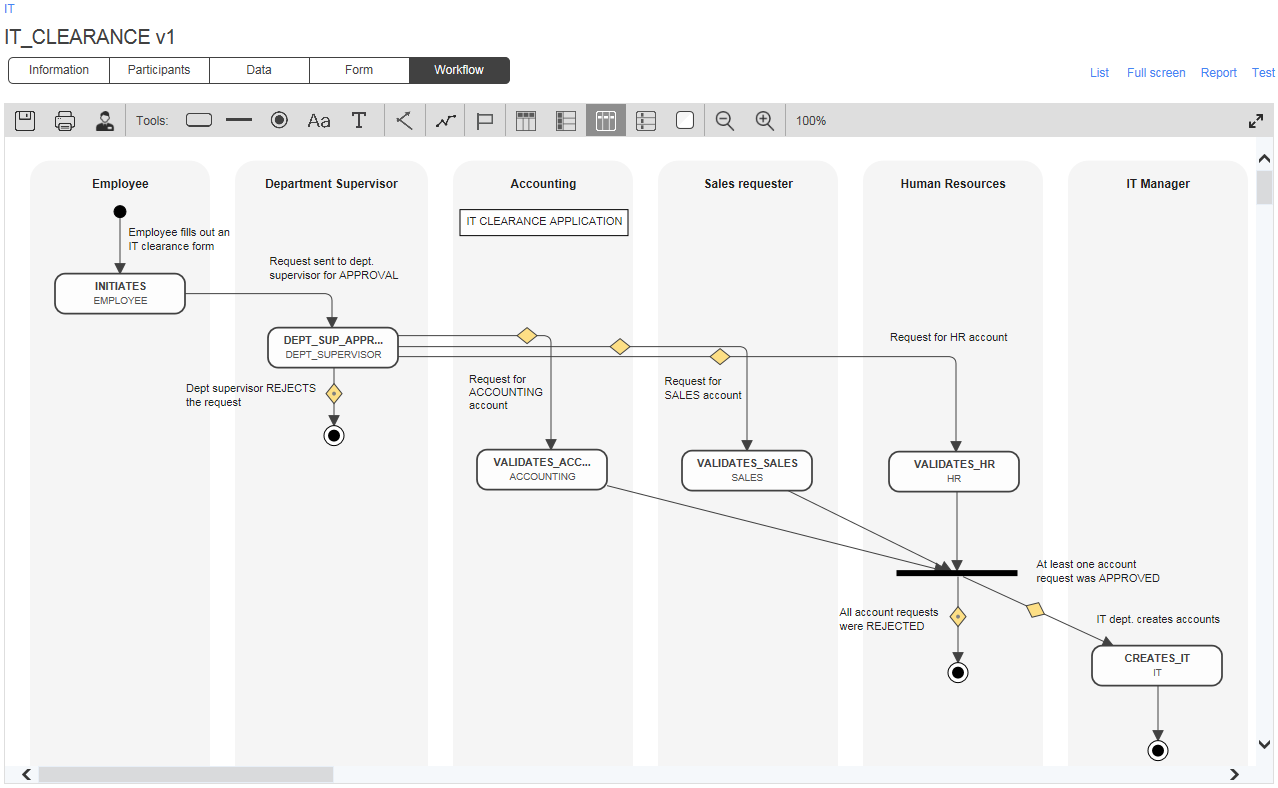 IT
IT_CLEARANCE v1
Information
Participants
Data
Form
Workflow
List
Full screen
Report
Test
Tools:
Aa
T
100%
Employee
Department Supervisor
Accounting
Sales requester
Human Resources
IT Manager
IT CLEARANCE APPLICATION
Employee fills out an
IT clearance form
Request sent to dept.
supervisor for APPROVAL
INITIATES
EMPLOYEE
DEPT_SUP_APPR...
DEPT_SUPERVISOR
Request for HR account
Dept supervisor REJECTS
the request
Request for
ACCOUNTING
account
Request for
SALES account
VALIDATES_ACC...
ACCOUNTING
VALIDATES_SALES
SALES
VALIDATES_HR
HR
At least one account
request was APPROVED
All account requests
were REJECTED
IT dept. creates accounts
CREATES_IT
IT